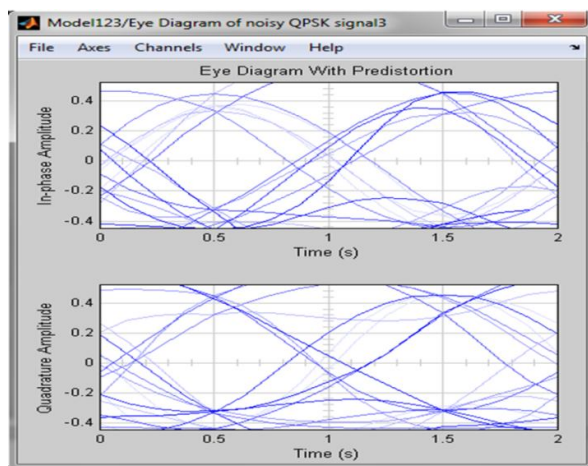 Model123/Eye Diagram of noisy QPSK signal3
File Axes Channels Window Help
Eye Diagram With Predistortion
In-phase Amplitude
0.4
0.2
0
-0.2
-0.4
0 0.5 1 1.5 2
Time (s)
Quadrature Amplitude
0.4
0.2
0
-0.2
-0.4
0 0.5 1 1.5 2
Time (s)